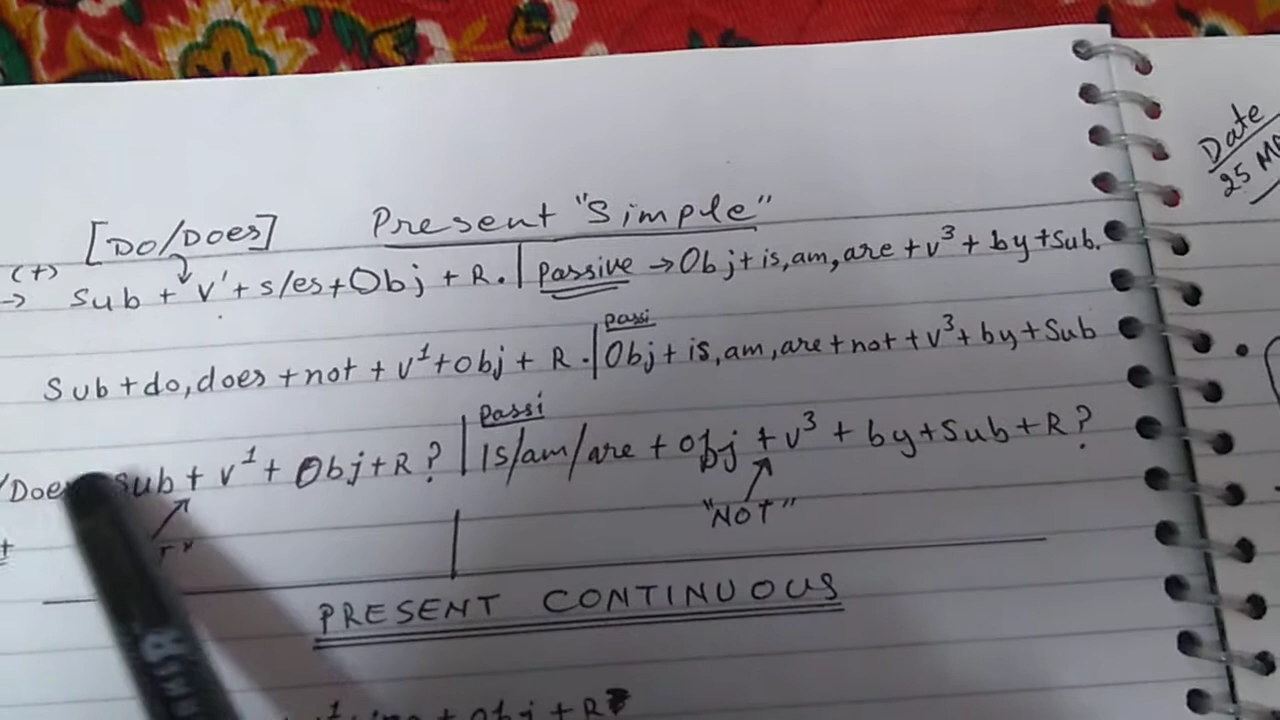 [Do/Does] Present "Simple"
(+)
→ Sub + V¹ + s/es + Obj + R. | Passive → Obj + is, am, are + v³ + by + Sub.
Passi
Sub + do, does + not + V¹ + Obj + R. | Obj + is, am, are + not + v³ + by + Sub
Passi
/Does Sub + v¹ + Obj + R? | is/am/are + obj + v³ + by + Sub + R?
"NOT"
PRESENT CONTINUOUS
+ obj + R
Date
25